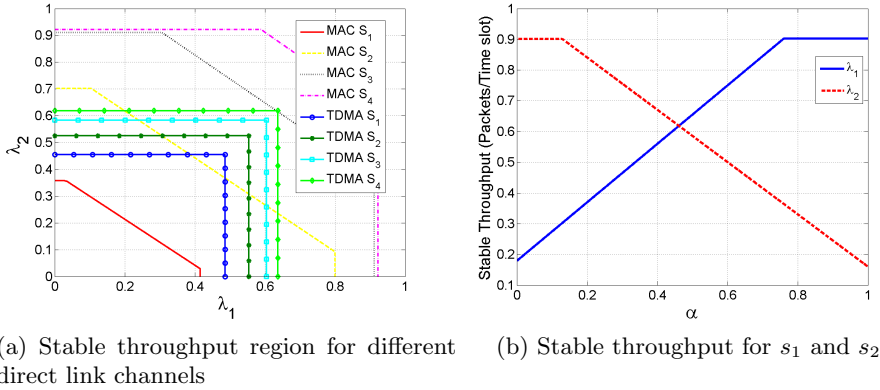 1
0.9
0.8
0.7
0.6
0.5
0.4
0.3
0.2
0.1
0
λ2
0 0.2 0.4 0.6 0.8 1
λ1
MAC S1
MAC S2
MAC S3
MAC S4
TDMA S1
TDMA S2
TDMA S3
TDMA S4
(a) Stable throughput region for different
direct link channels
1
0.9
0.8
0.7
0.6
0.5
0.4
0.3
0.2
0.1
Stable Throughput (Packets/Time slot)
0 0.2 0.4 0.6 0.8 1
α
λ1
λ2
(b) Stable throughput for s1 and s2